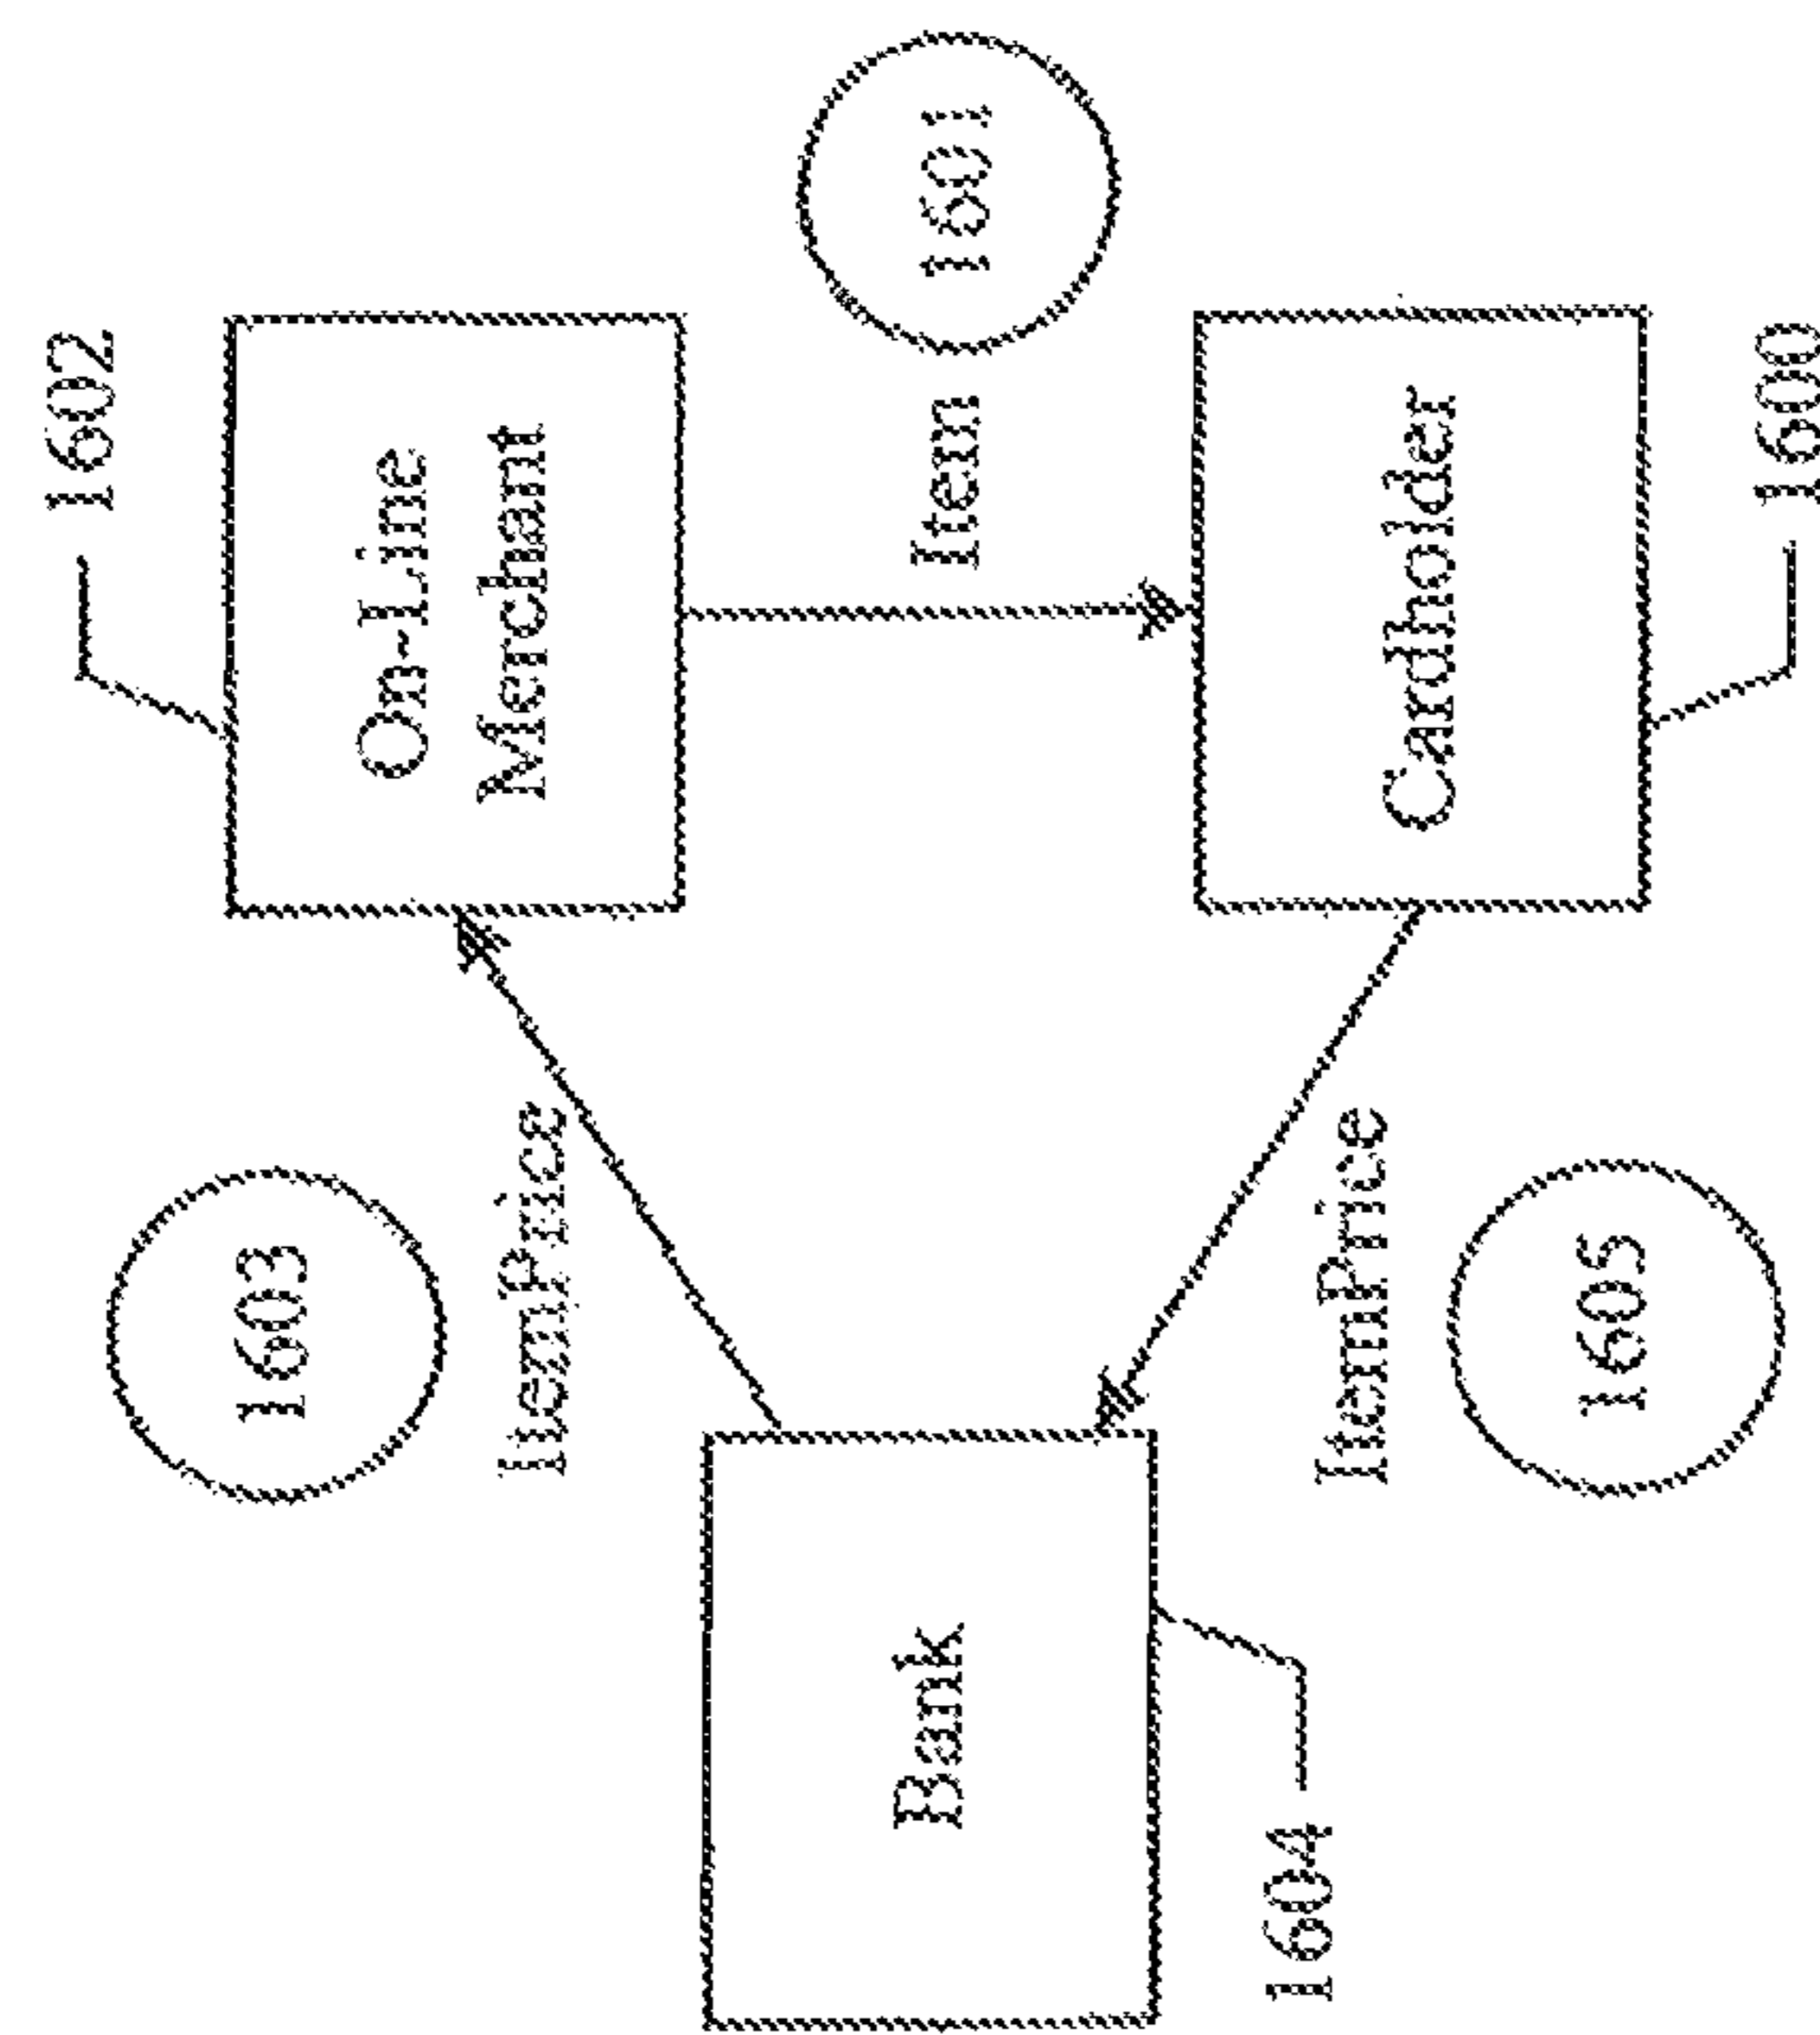 1602
On-Line
Merchant
1603
ItemPrice
Item
1601
Bank
1604
ItemPrice
1605
Cardholder
1600